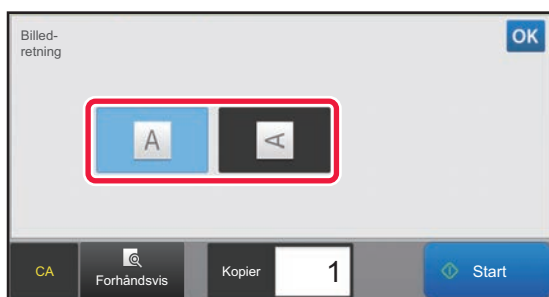 Billed-
retning
OK
A
A
CA
Forhåndsvis
Kopier
1
Start